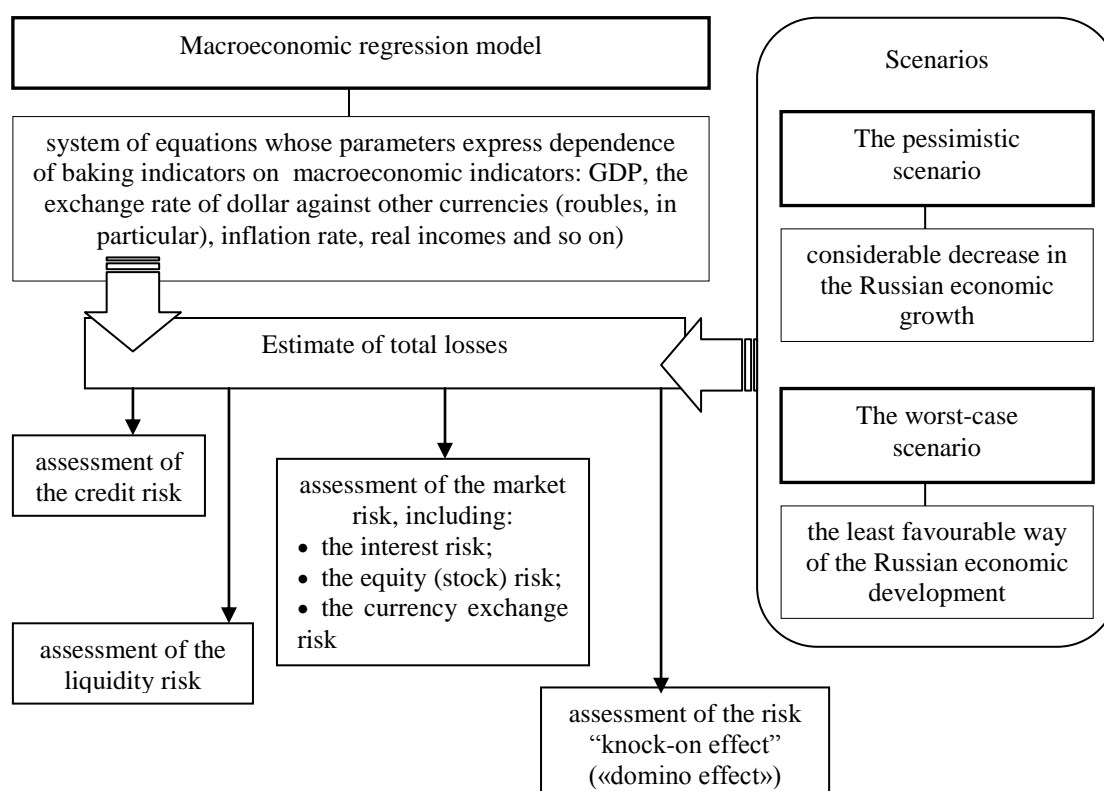 Macroeconomic regression model
system of equations whose parameters express dependence
of baking indicators on macroeconomic indicators: GDP, the
exchange rate of dollar against other currencies (roubles, in
particular), inflation rate, real incomes and so on)
Estimate of total losses
assessment of
the credit risk
assessment of the
liquidity risk
assessment of the market
risk, including:
• the interest risk;
• the equity (stock) risk;
• the currency exchange
risk
assessment of the risk
“knock-on effect”
(«domino effect»)
Scenarios
The pessimistic
scenario
considerable decrease in
the Russian economic
growth
The worst-case
scenario
the least favourable way
of the Russian economic
development